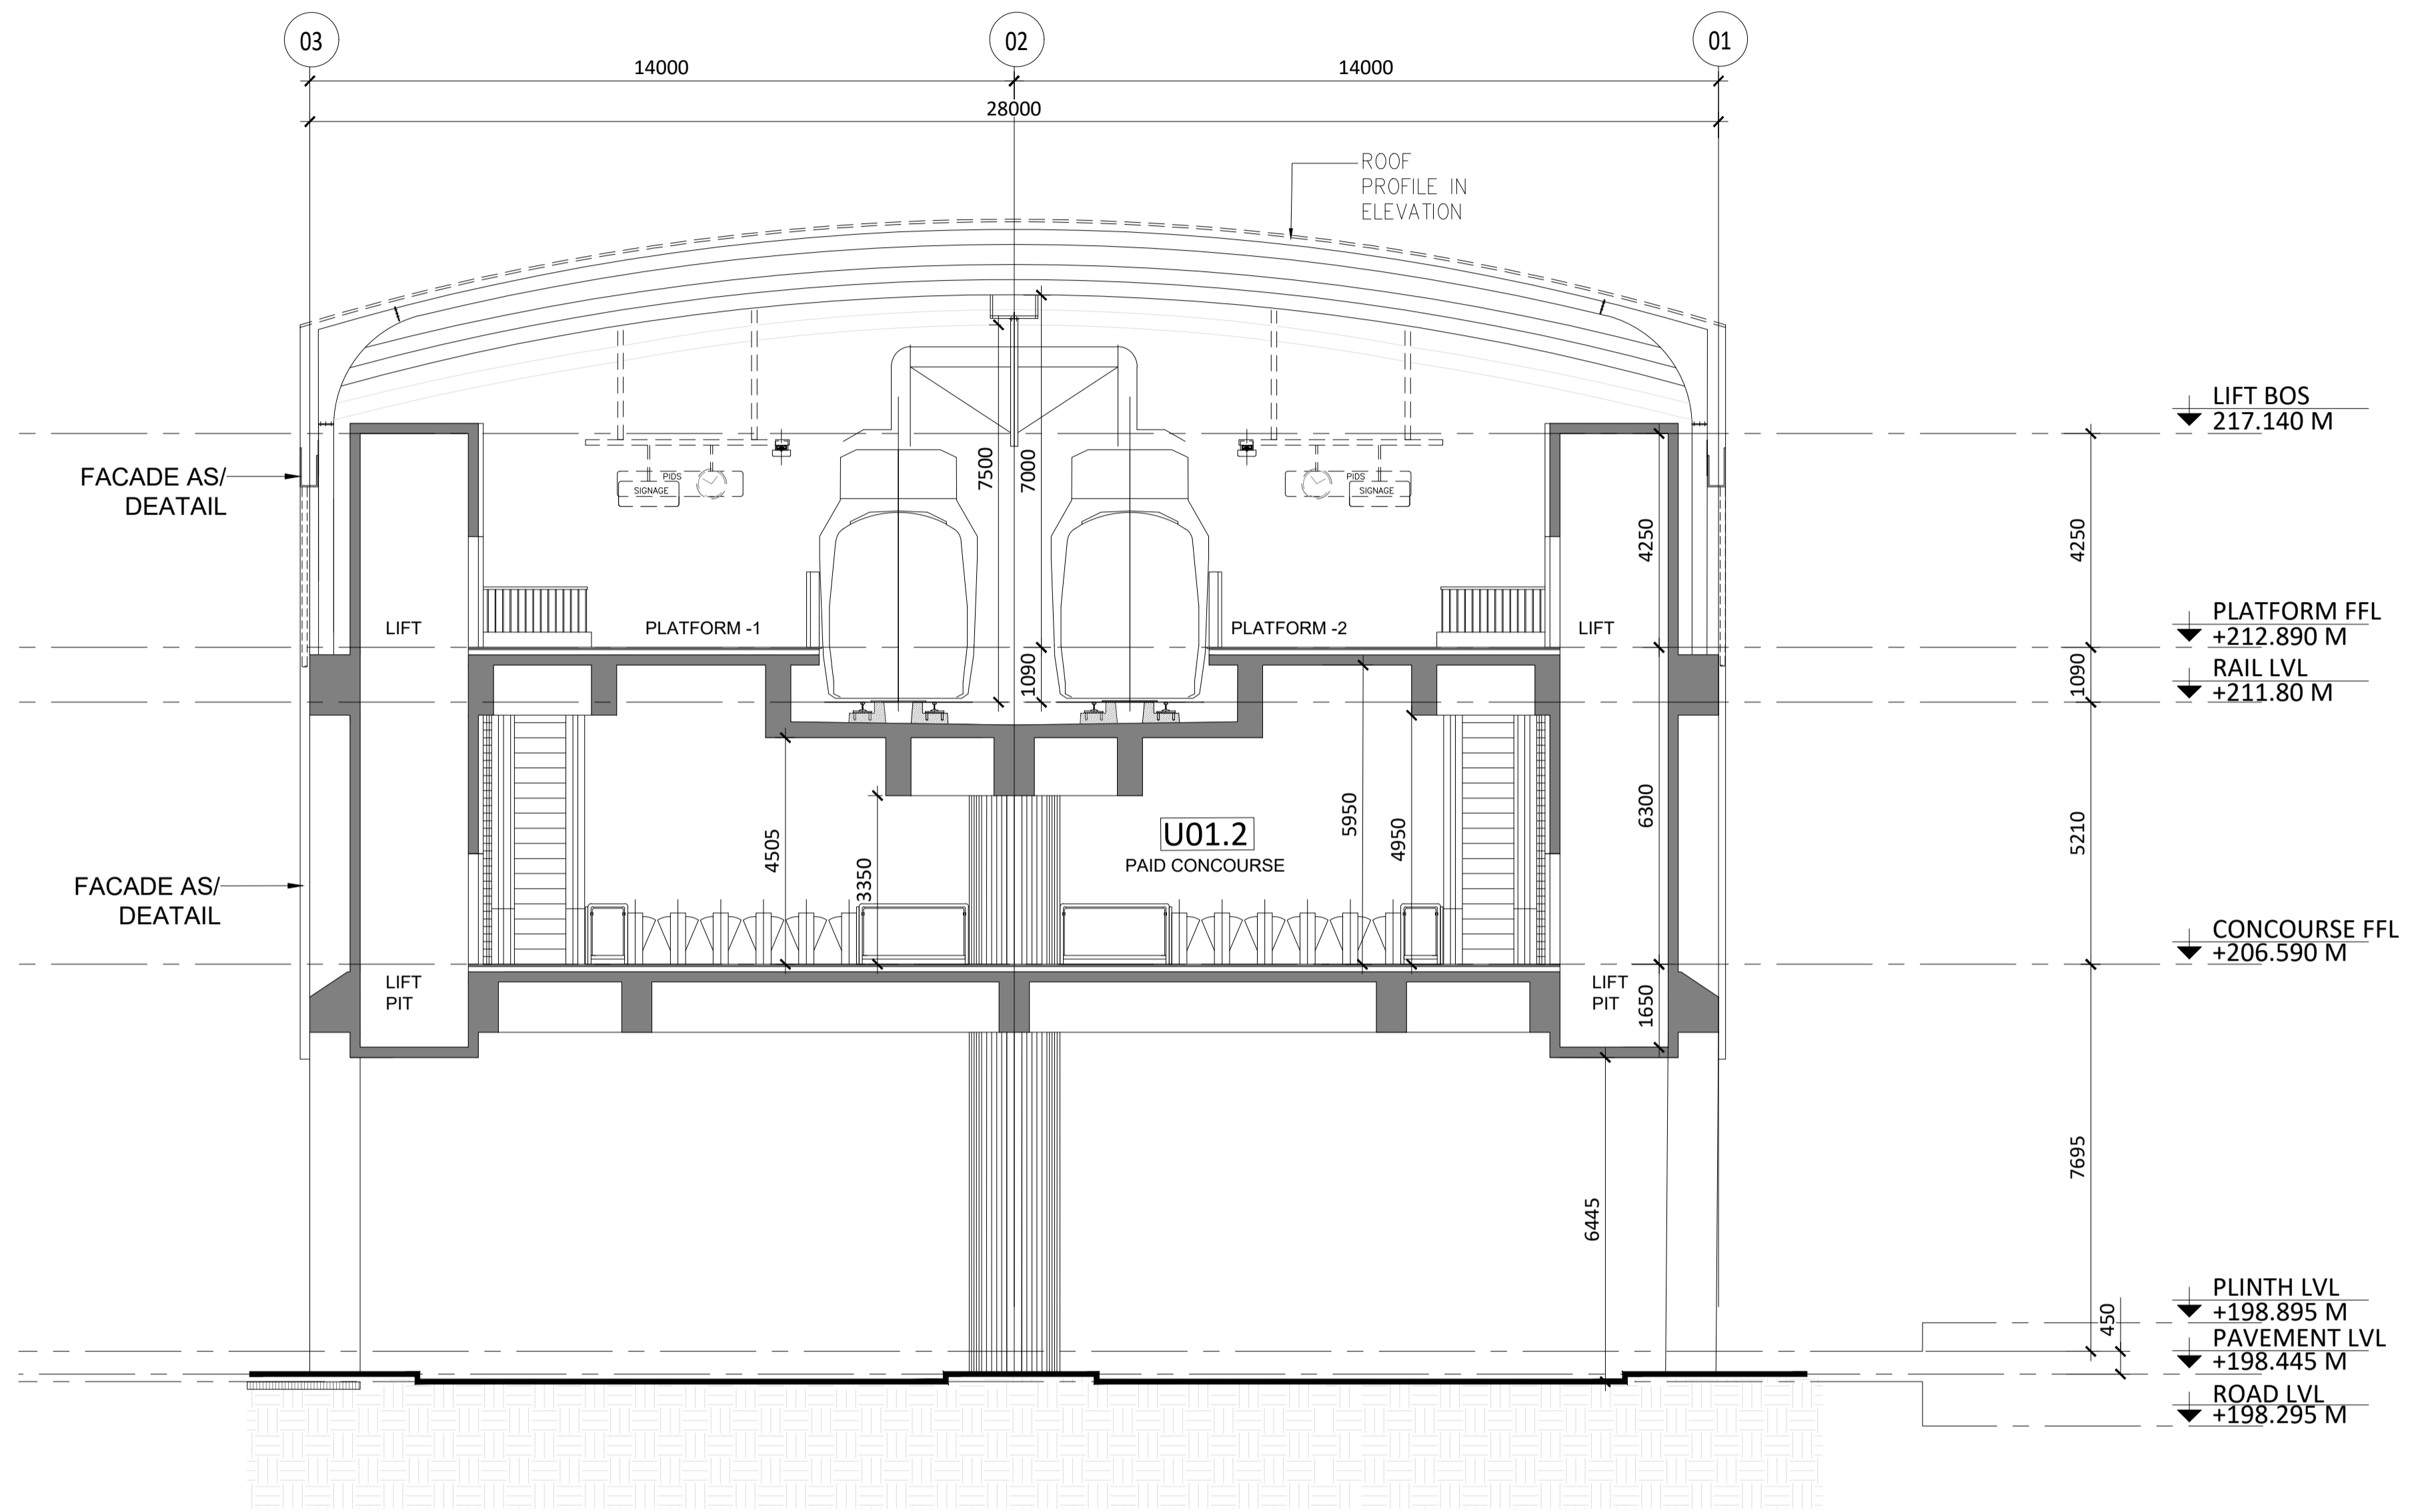 03
02
01
14000
14000
28000
ROOF
PROFILE IN
ELEVATION
LIFT BOS
217.140 M
FACADE AS/
DEATAIL
PIDS
SIGNAGE
PIDS
SIGNAGE
7500
7000
4250
4250
LIFT
PLATFORM -1
PLATFORM -2
LIFT
PLATFORM FFL
+212.890 M
1090
1090
RAIL LVL
+211.80 M
4505
3350
U01.2
PAID CONCOURSE
5950
4950
6300
5210
FACADE AS/
DEATAIL
CONCOURSE FFL
+206.590 M
LIFT
PIT
LIFT
PIT
1650
7695
6445
PLINTH LVL
+198.895 M
450
PAVEMENT LVL
+198.445 M
ROAD LVL
+198.295 M